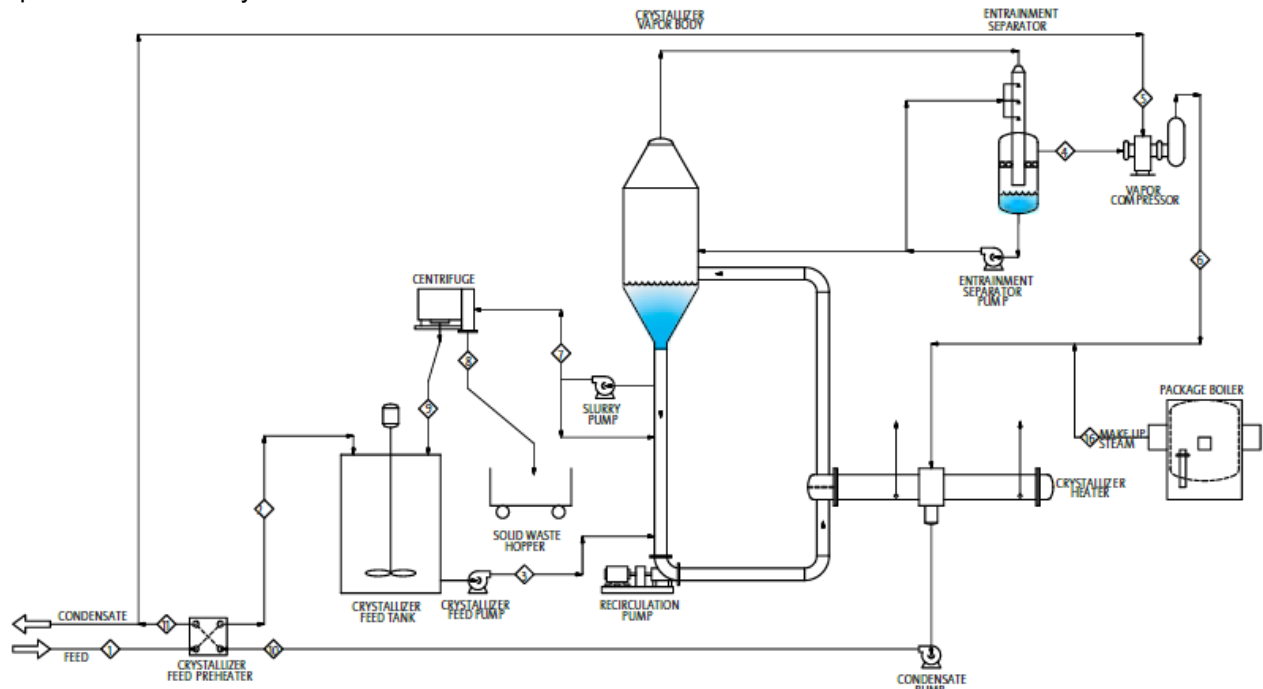 CRYSTALLIZER
VAPOR BODY
ENTRAINMENT
SEPARATOR
5
4
VAPOR
COMPRESSOR
6
ENTRAINMENT
SEPARATOR
PUMP
CENTRIFUGE
7
8
9
SLURRY
PUMP
PACKAGE BOILER
16
MAKE UP
STEAM
CRYSTALLIZER
HEATER
SOLID WASTE
HOPPER
3
CRYSTALLIZER
FEED TANK
CRYSTALLIZER
FEED PUMP
RECIRCULATION
PUMP
CONDENSATE
11
FEED
1
10
CRYSTALLIZER
FEED PREHEATER
CONDENSATE
PUMP